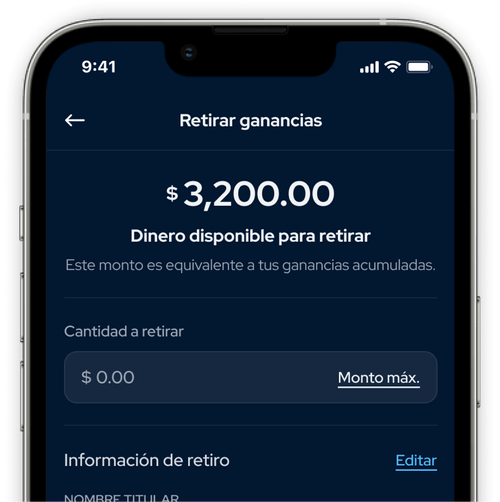 9:41
Retirar ganancias
$ 3,200.00
Dinero disponible para retirar
Este monto es equivalente a tus ganancias acumuladas.
Cantidad a retirar
$ 0.00 Monto máx.
Información de retiro Editar
NOMBRE TITULAR